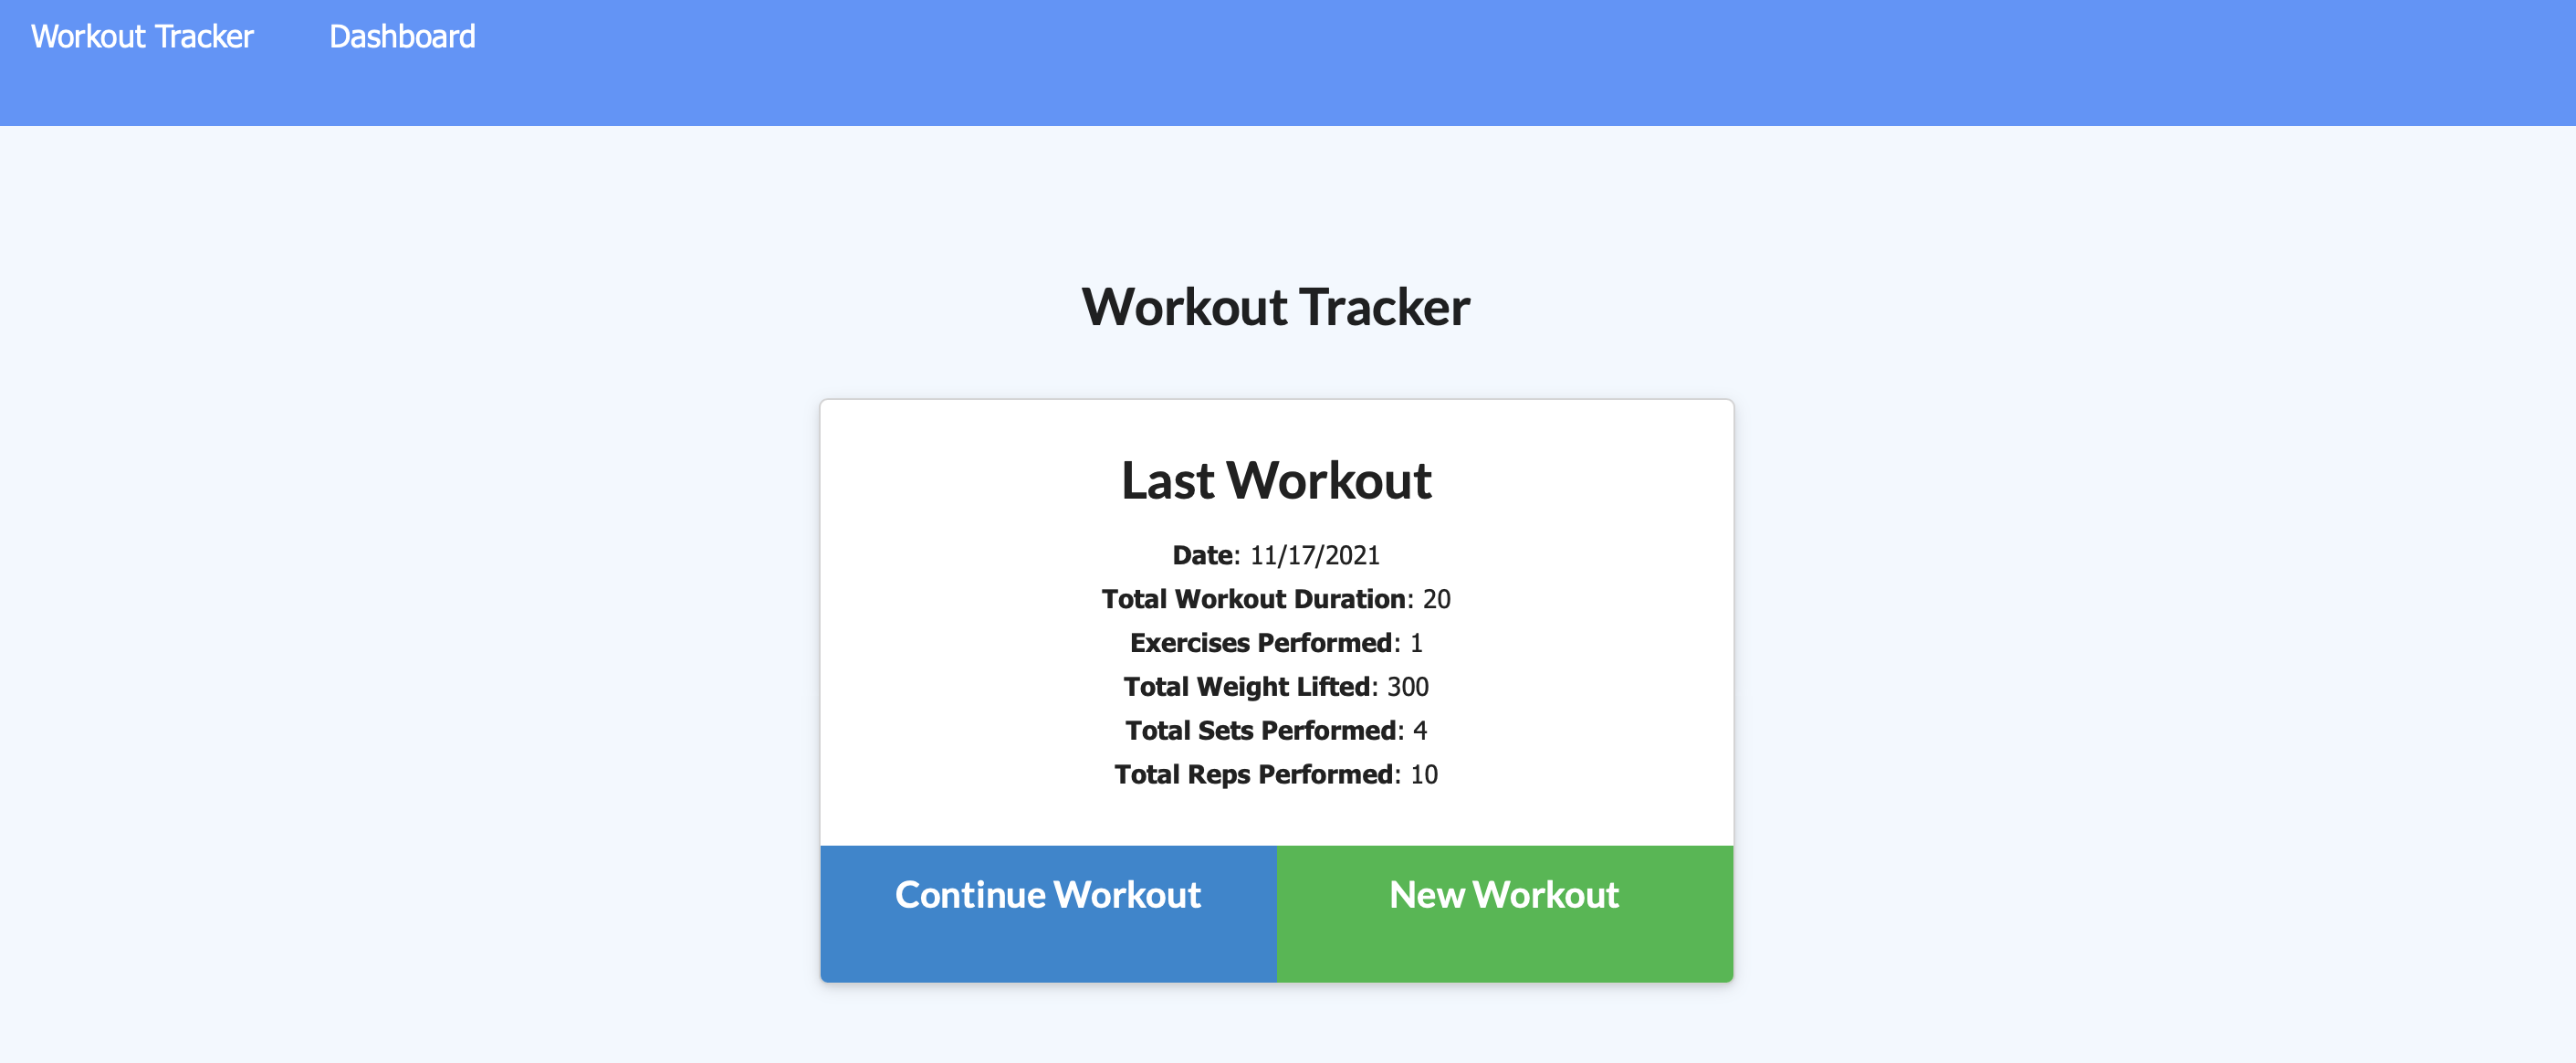 Workout Tracker Dashboard
Workout Tracker
Last Workout
Date: 11/17/2021
Total Workout Duration: 20
Exercises Performed: 1
Total Weight Lifted: 300
Total Sets Performed: 4
Total Reps Performed: 10
Continue Workout New Workout